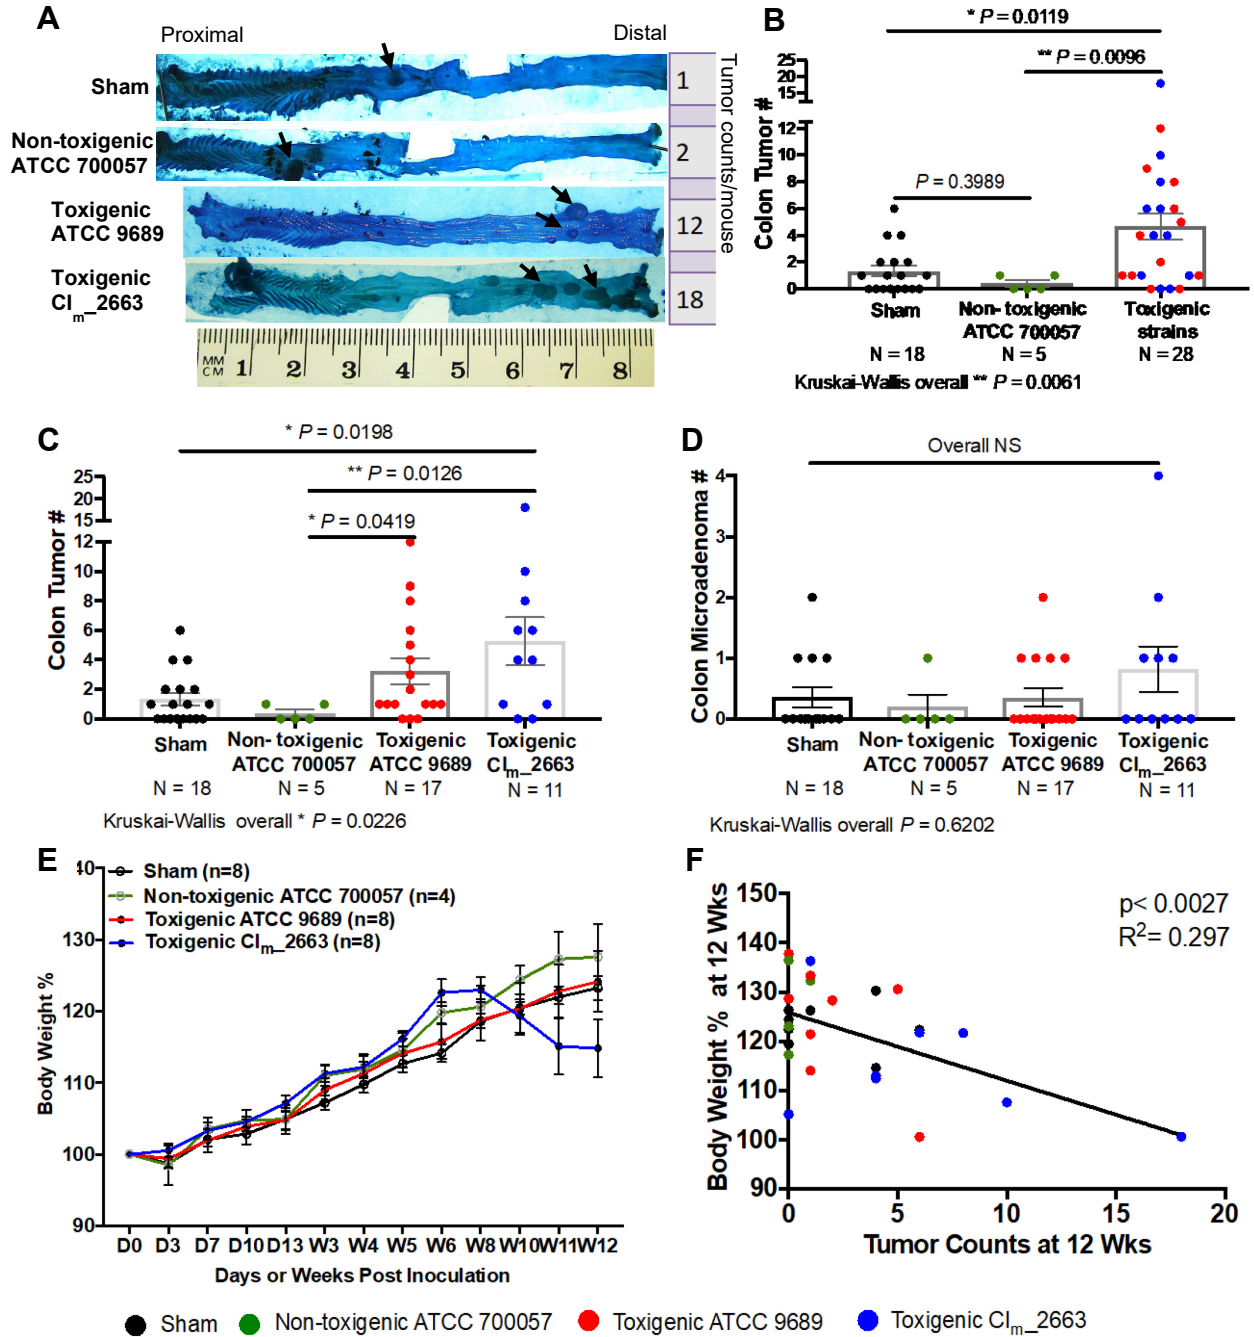 A
Proximal
Distal
Sham
Non-toxigenic
ATCC 700057
Toxigenic
ATCC 9689
Toxigenic
CIm_2663
1
2
12
18
Tumor counts/mouse
MM
CM 1 2 3 4 5 6 7 8
B
* P = 0.0119
** P = 0.0096
P = 0.3989
Colon Tumor #
25
20
15
12
10
8
6
4
2
0
Sham
Non- toxigenic
ATCC 700057
Toxigenic
strains
N = 18
N = 5
N = 28
Kruskai-Wallis overall ** P = 0.0061
C
* P = 0.0198
** P = 0.0126
* P = 0.0419
Colon Tumor #
25
20
15
12
10
8
6
4
2
0
Sham
Non- toxigenic
ATCC 700057
Toxigenic
ATCC 9689
Toxigenic
CIm_2663
N = 18
N = 5
N = 17
N = 11
Kruskai-Wallis overall * P = 0.0226
D
Overall NS
Colon Microadenoma #
4
3
2
1
0
Sham
Non- toxigenic
ATCC 700057
Toxigenic
ATCC 9689
Toxigenic
CIm_2663
N = 18
N = 5
N = 17
N = 11
Kruskai-Wallis overall P = 0.6202
E
Sham (n=8)
Non-toxigenic ATCC 700057 (n=4)
Toxigenic ATCC 9689 (n=8)
Toxigenic CIm_2663 (n=8)
Body Weight %
40
130
120
110
100
90
D0 D3 D7 D10 D13 W3 W4 W5 W6 W8 W10 W11 W12
Days or Weeks Post Inoculation
F
p< 0.0027
R2= 0.297
Body Weight % at 12 Wks
150
140
130
120
110
100
90
0 5 10 15 20
Tumor Counts at 12 Wks
Sham
Non-toxigenic ATCC 700057
Toxigenic ATCC 9689
Toxigenic CIm_2663